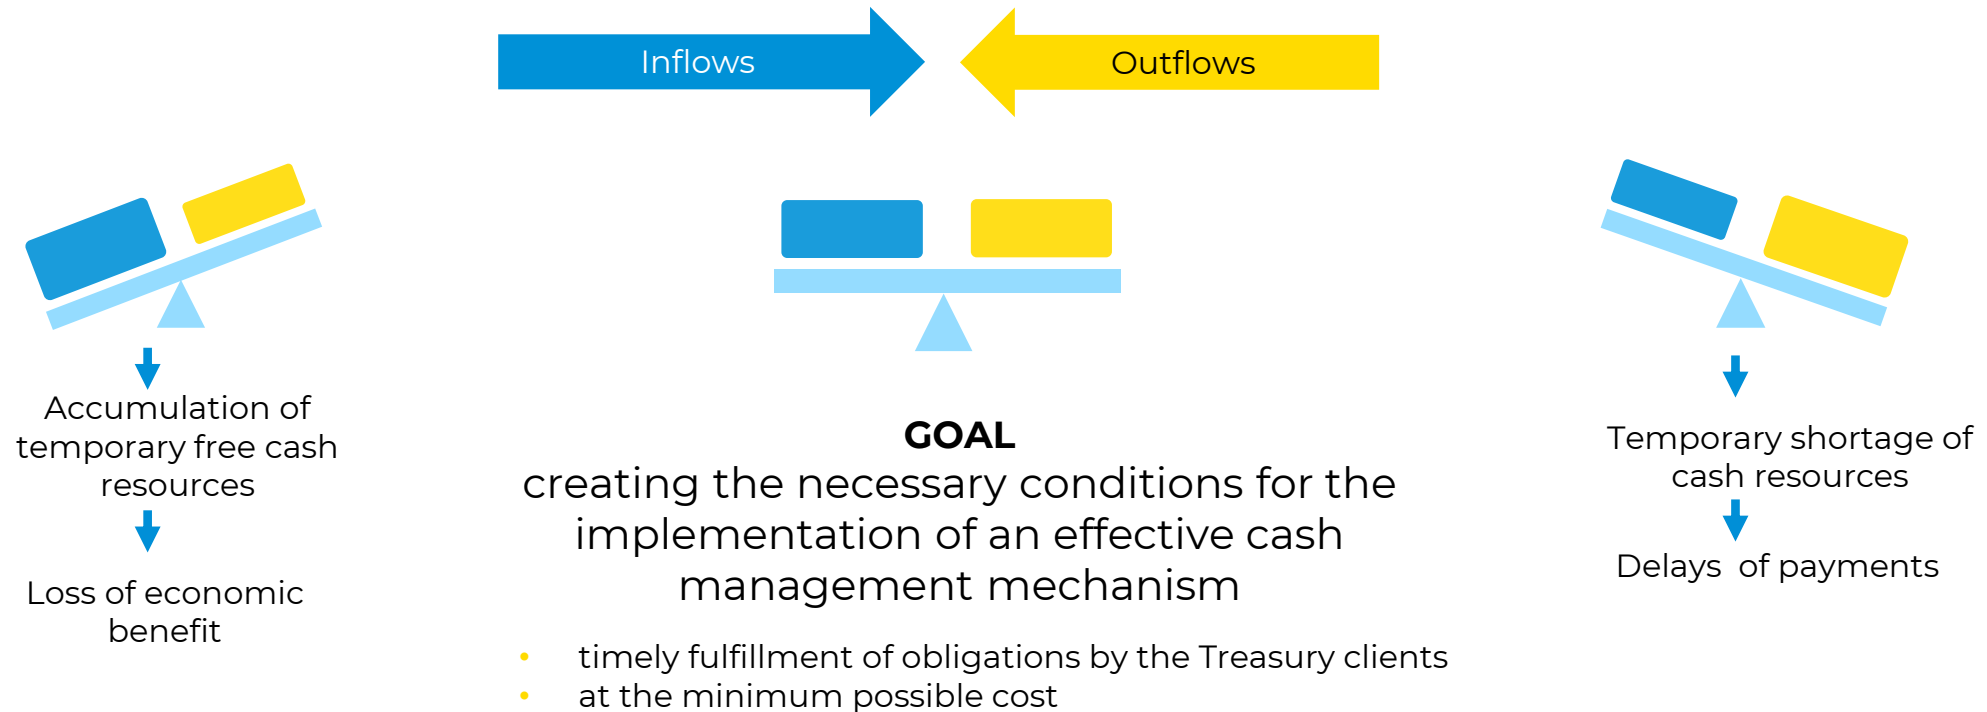 Inflows
Outflows
Accumulation of
temporary free cash
resources
Loss of economic
benefit
GOAL
creating the necessary conditions for the
implementation of an effective cash
management mechanism
• timely fulfillment of obligations by the Treasury clients
• at the minimum possible cost
Temporary shortage of
cash resources
Delays  of payments